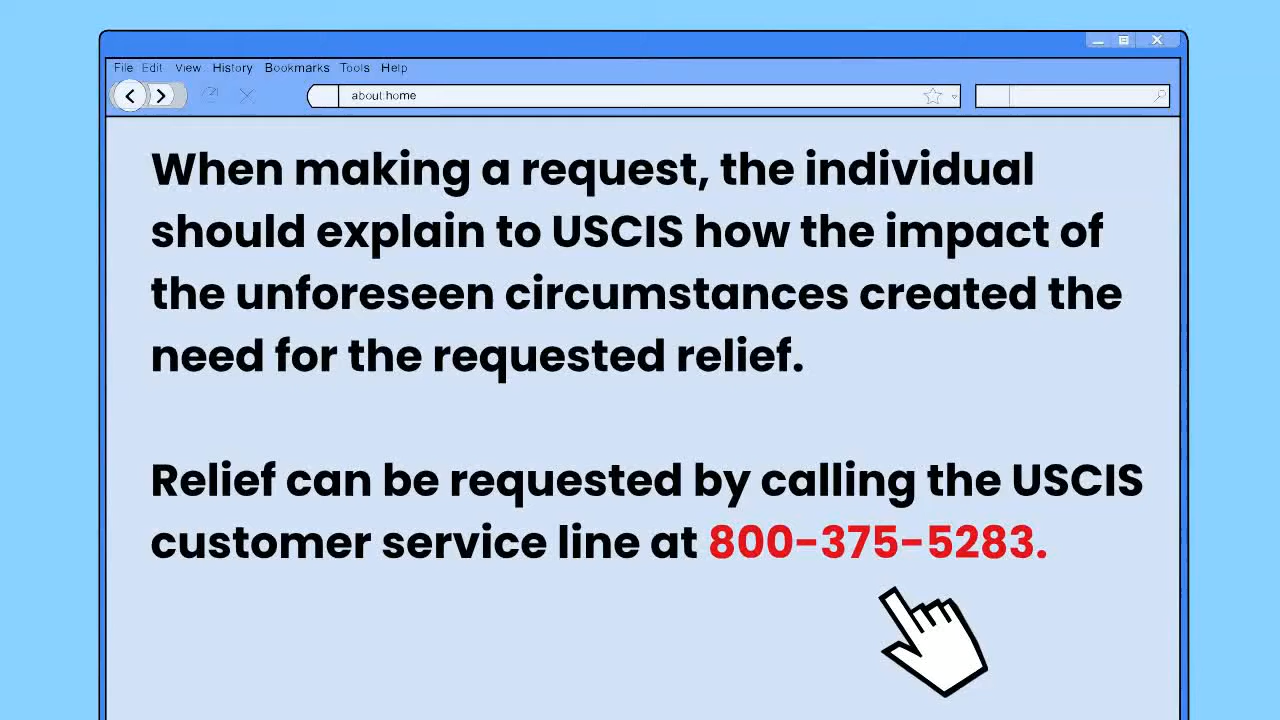 File Edit View History Bookmarks Tools Help
about:home
When making a request, the individual
should explain to USCIS how the impact of
the unforeseen circumstances created the
need for the requested relief.
Relief can be requested by calling the USCIS
customer service line at 800-375-5283.